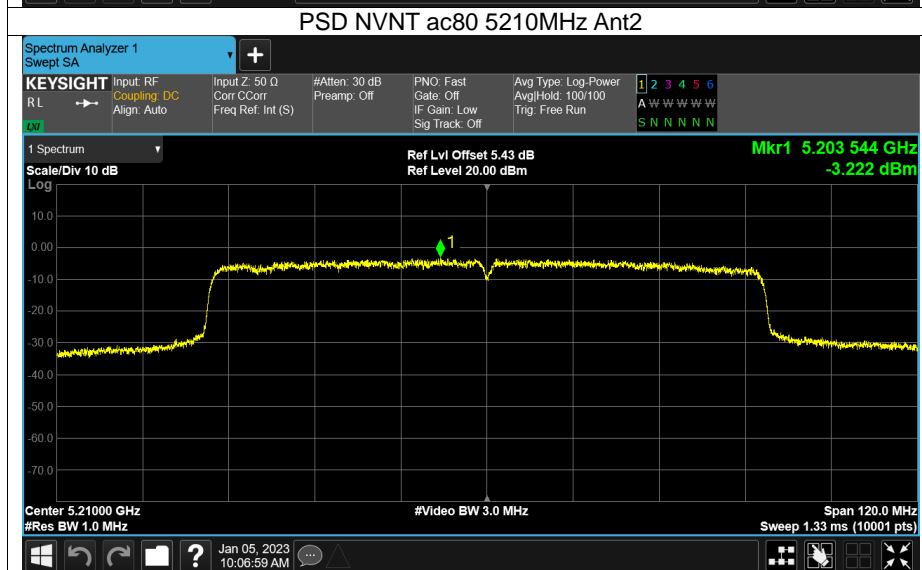 PSD NVNT ac80 5210MHz Ant2
Spectrum Analyzer 1
Swept SA
+
KEYSIGHT Input: RF Input Z: 50 Ω #Atten: 30 dB PNO: Fast Avg Type: Log-Power 1 2 3 4 5 6
R L Coupling: DC Corr CCorr Preamp: Off Gate: Off Avg|Hold: 100/100 A W W W W W
Align: Auto Freq Ref: Int (S) IF Gain: Low Trig: Free Run
LXI Sig Track: Off S N N N N N
1 Spectrum Ref Lvl Offset 5.43 dB Mkr1 5.203 544 GHz
Scale/Div 10 dB Ref Level 20.00 dBm -3.222 dBm
Log
10.0
1
0.00
-10.0
-20.0
-30.0
-40.0
-50.0
-60.0
-70.0
Center 5.21000 GHz #Video BW 3.0 MHz Span 120.0 MHz
#Res BW 1.0 MHz Sweep 1.33 ms (10001 pts)
? Jan 05, 2023
10:06:59 AM